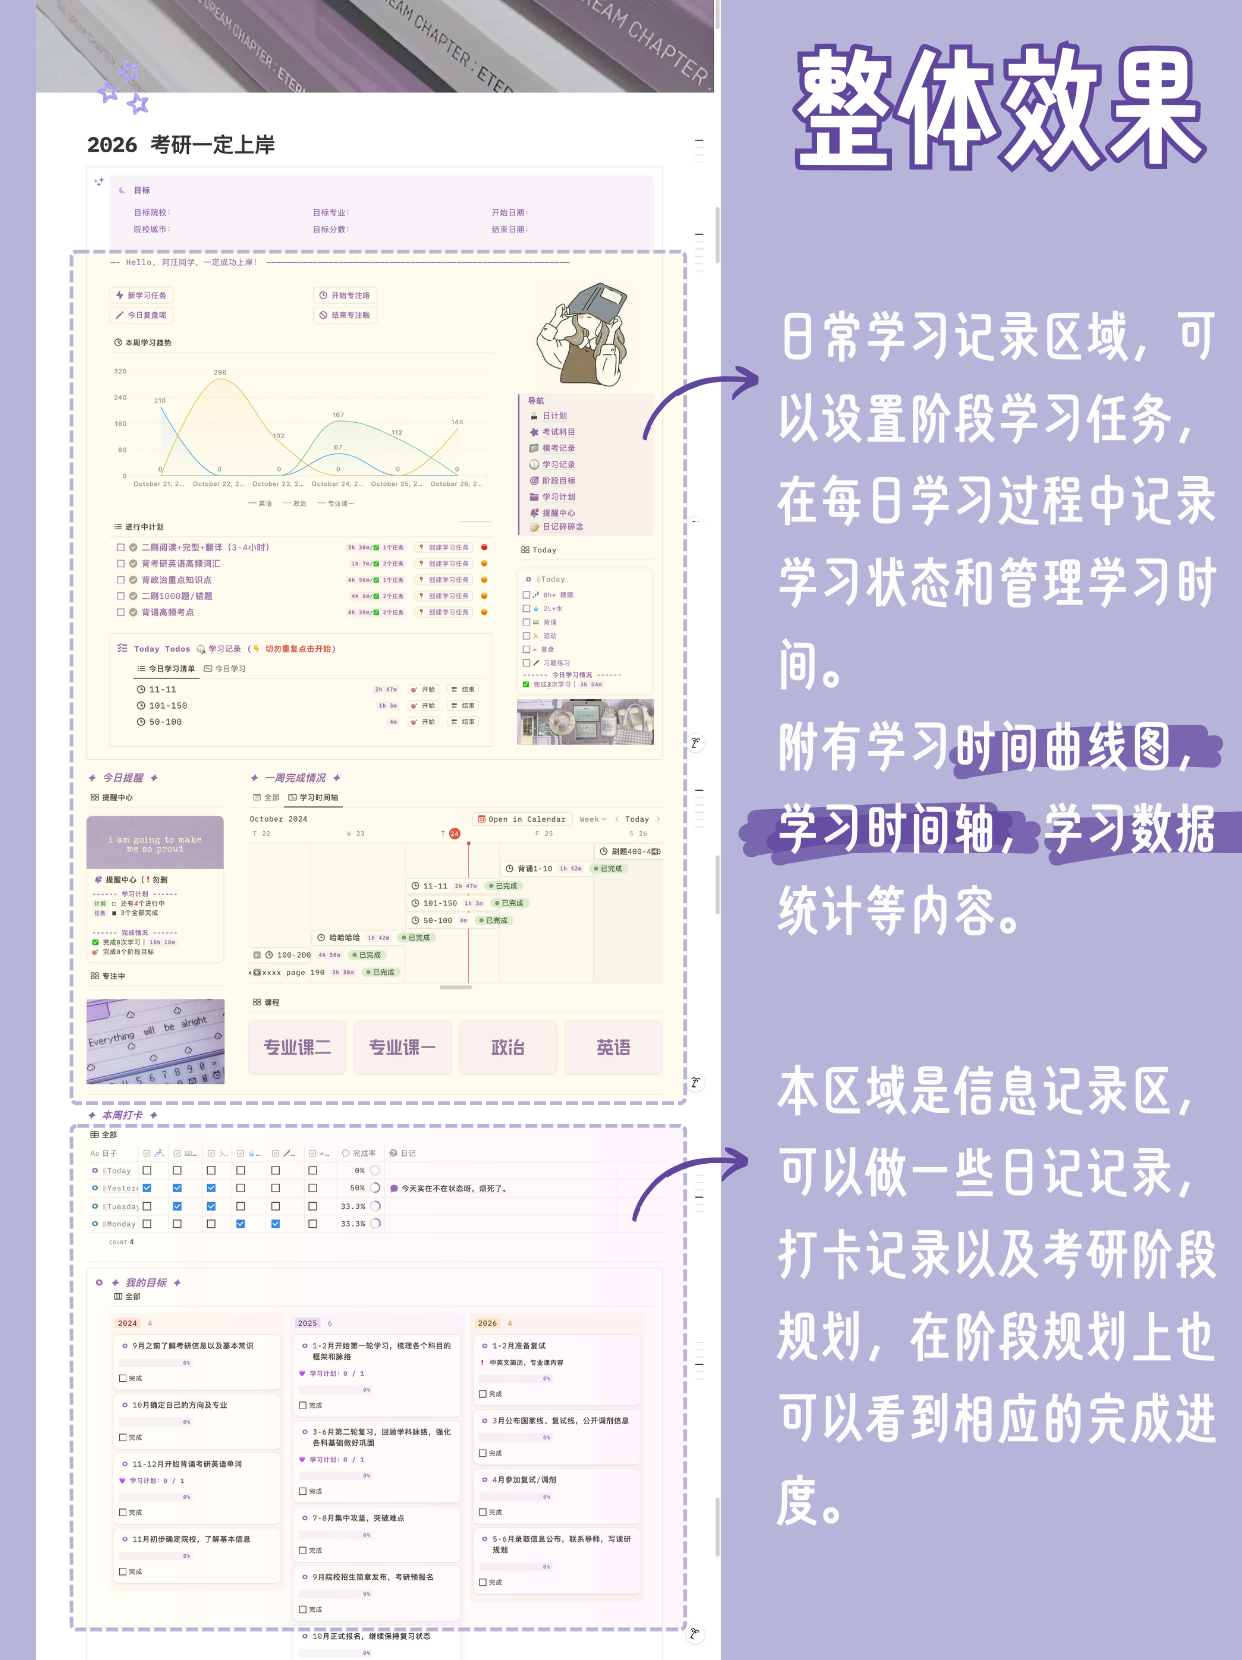 DREAM CHAPTER : ETERN
DREAM CHAPTER : ETER
DREAM CHAPTER
整体效果
2026 考研一定上岸
目标
目标院校：
目标专业：
开始日期：
院校城市：
目标分数：
结束日期：
-- Hello, 阿汪同学，一定成功上岸！
新学习任务
开始专注咯
今日复盘呢
结束专注啦
本周学习趋势
320
240
160
80
0
210
296
102
167
67
112
144
0
0
0
0
0
0
October 21, 2...
October 22, 2...
October 23, 2...
October 24, 2...
October 25, 2...
October 26, 2...
英语
政治
专业课一
导航
日计划
考试科目
模考记录
学习记录
阶段目标
学习计划
提醒中心
日记碎碎念
进行中计划
二刷阅读+完型+翻译（3-4小时）
3h 30m/✅ 1个任务
创建学习任务
背考研英语高频词汇
1h 7m/✅ 2个任务
创建学习任务
背政治重点知识点
4h 56m/✅ 1个任务
创建学习任务
二刷1000题/错题
4h 6m/✅ 2个任务
创建学习任务
背诵高频考点
4h 39m/✅ 2个任务
创建学习任务
Today
@Today
8h+ 睡眠
2L+水
背诵
运动
复盘
习题练习
------ 今日学习情况 ------
✅ 完成3次学习 | 3h 54m
Today Todos 学习记录（👇 切勿重复点击开始）
今日学习清单
今日学习
11-11
2h 47m
开始
结束
101-150
1h 3m
开始
结束
50-100
4m
开始
结束
✦ 今日提醒 ✦
提醒中心
i am going to make
me so proud
提醒中心（❗勿删
------ 学习计划 ------
计划 还有4个进行中
任务 3个全部完成
------ 完成情况 ------
✅ 完成8次学习 | 18h 18m
完成0个阶段目标
专注中
Everything will be alright
✦ 一周完成情况 ✦
全部
学习时间轴
October 2024
Open in Calendar
Week
Today
T 22
W 23
T 24
F 25
S 26
刷题400-4
背诵1-10 1h 52m 已完成
已完成
11-11 2h 47m 已完成
101-150 1h 3m 已完成
50-100 4m 已完成
哈哈哈哈 1h 42m 已完成
100-200 4h 56m 已完成
xxxx page 190 3h 30m 已完成
课程
专业课二
专业课一
政治
英语
✦ 本周打卡 ✦
全部
Aa 日子
完成率
日记
@Today
0%
@Yester
50%
今天实在不在状态呀，烦死了。
@Tuesday
33.3%
@Monday
33.3%
COUNT 4
✦ 我的目标 ✦
全部
2024 4
9月之前了解考研信息以及基本常识
0%
完成
10月确定自己的方向及专业
0%
完成
11-12月开始背诵考研英语单词
学习计划：0 / 1
0%
完成
11月初步确定院校，了解基本信息
0%
完成
2025 6
1-2月开始第一轮学习，梳理各个科目的
框架和脉络
学习计划：0 / 1
0%
完成
3-6月第二轮复习，回顾学科脉络，强化
各科基础做好巩固
学习计划：0 / 1
0%
完成
7-8月集中攻坚，突破难点
0%
完成
9月院校招生简章发布，考研预报名
0%
完成
10月正式报名，继续保持复习状态
0%
2026 4
1-2月准备复试
❗ 中英文简历，专业课内容
0%
完成
3月公布国家线、复试线，公开调剂信息
0%
完成
4月参加复试/调剂
0%
完成
5-6月录取信息公布，联系导师，写读研
规划
0%
完成
日常学习记录区域，可
以设置阶段学习任务，
在每日学习过程中记录
学习状态和管理学习时
间。
附有学习时间曲线图，
学习时间轴，学习数据
统计等内容。
本区域是信息记录区，
可以做一些日记记录，
打卡记录以及考研阶段
规划，在阶段规划上也
可以看到相应的完成进
度。